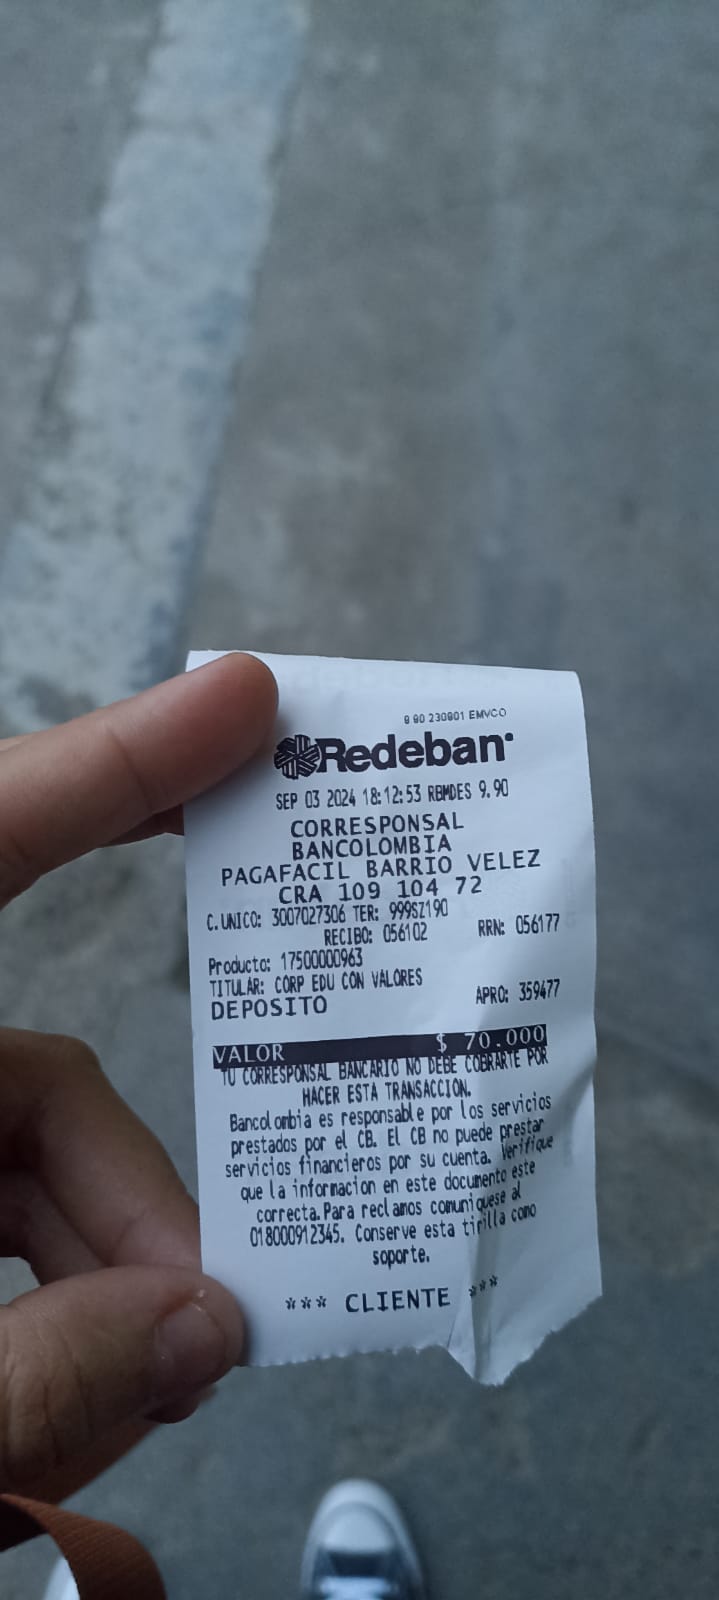 9 90 230801 EMVCO
Redeban
SEP 03 2024 18:12:53 RBMDES 9.90
CORRESPONSAL
BANCOLOMBIA
PAGAFACIL BARRIO VELEZ
CRA 109 104 72
C.UNICO: 3007027306 TER: 999SZ190
RECIBO: 056102 RRN: 056177
Producto: 17500000963
TITULAR: CORP EDU CON VALORES
DEPOSITO APRO: 359477
VALOR $ 70.000
TU CORRESPONSAL BANCARIO NO DEBE COBRARTE POR
HACER ESTA TRANSACCION.
Bancolombia es responsable por los servicios
prestados por el CB. El CB no puede prestar
servicios financieros por su cuenta. Verifique
que la informacion en este documento este
correcta.Para reclamos comuniquese al
018000912345. Conserve esta tirilla como
soporte.
*** CLIENTE ***